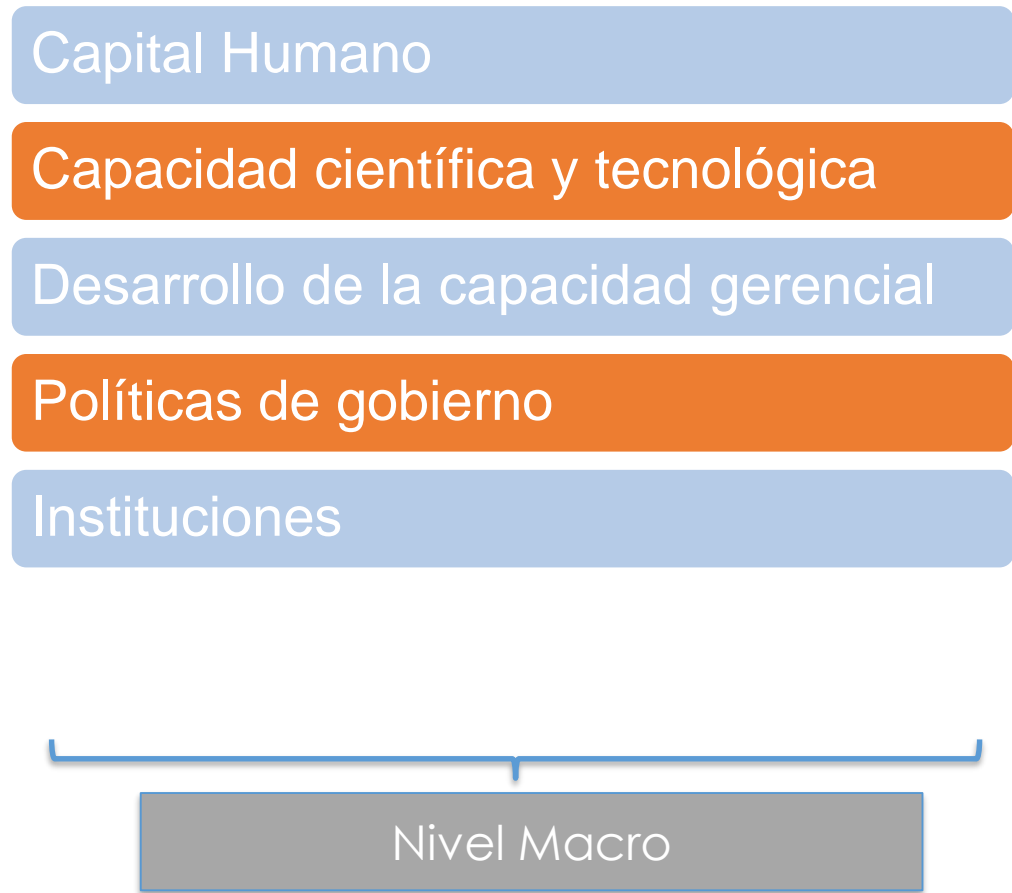 Capital Humano
Capacidad científica y tecnológica
Desarrollo de la capacidad gerencial
Políticas de gobierno
Instituciones
Nivel Macro